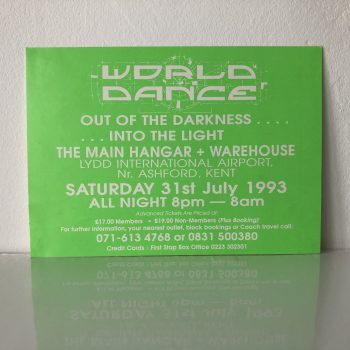 WORLD
DANCE
OUT OF THE DARKNESS . . . .
. . . INTO THE LIGHT
THE MAIN HANGAR + WAREHOUSE
LYDD INTERNATIONAL AIRPORT,
Nr. ASHFORD, KENT
SATURDAY 31st July 1993
ALL NIGHT 8pm — 8am
Advanced Tickets Are Priced at:
£17.00 Members • $19.00 Non-Members (Plus Booking)
For further information, your nearest outlet, block bookings or Coach travel call:
071-613 4768 or 0831 500380
Credit Cards - First Stop Box Office 0223 302301